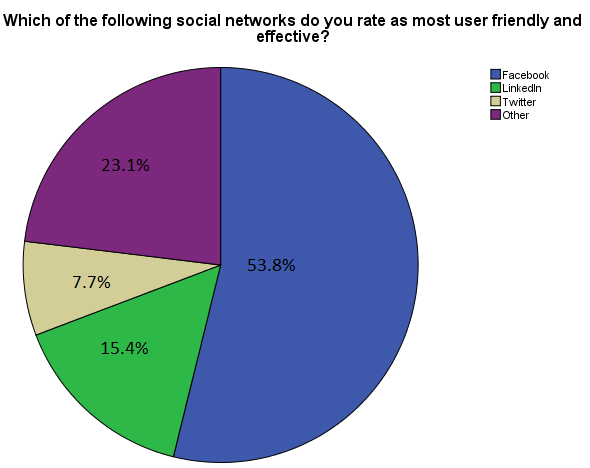 Which of the following social networks do you rate as most user friendly and
effective?
Facebook
LinkedIn
Twitter
Other
23.1%
53.8%
7.7%
15.4%